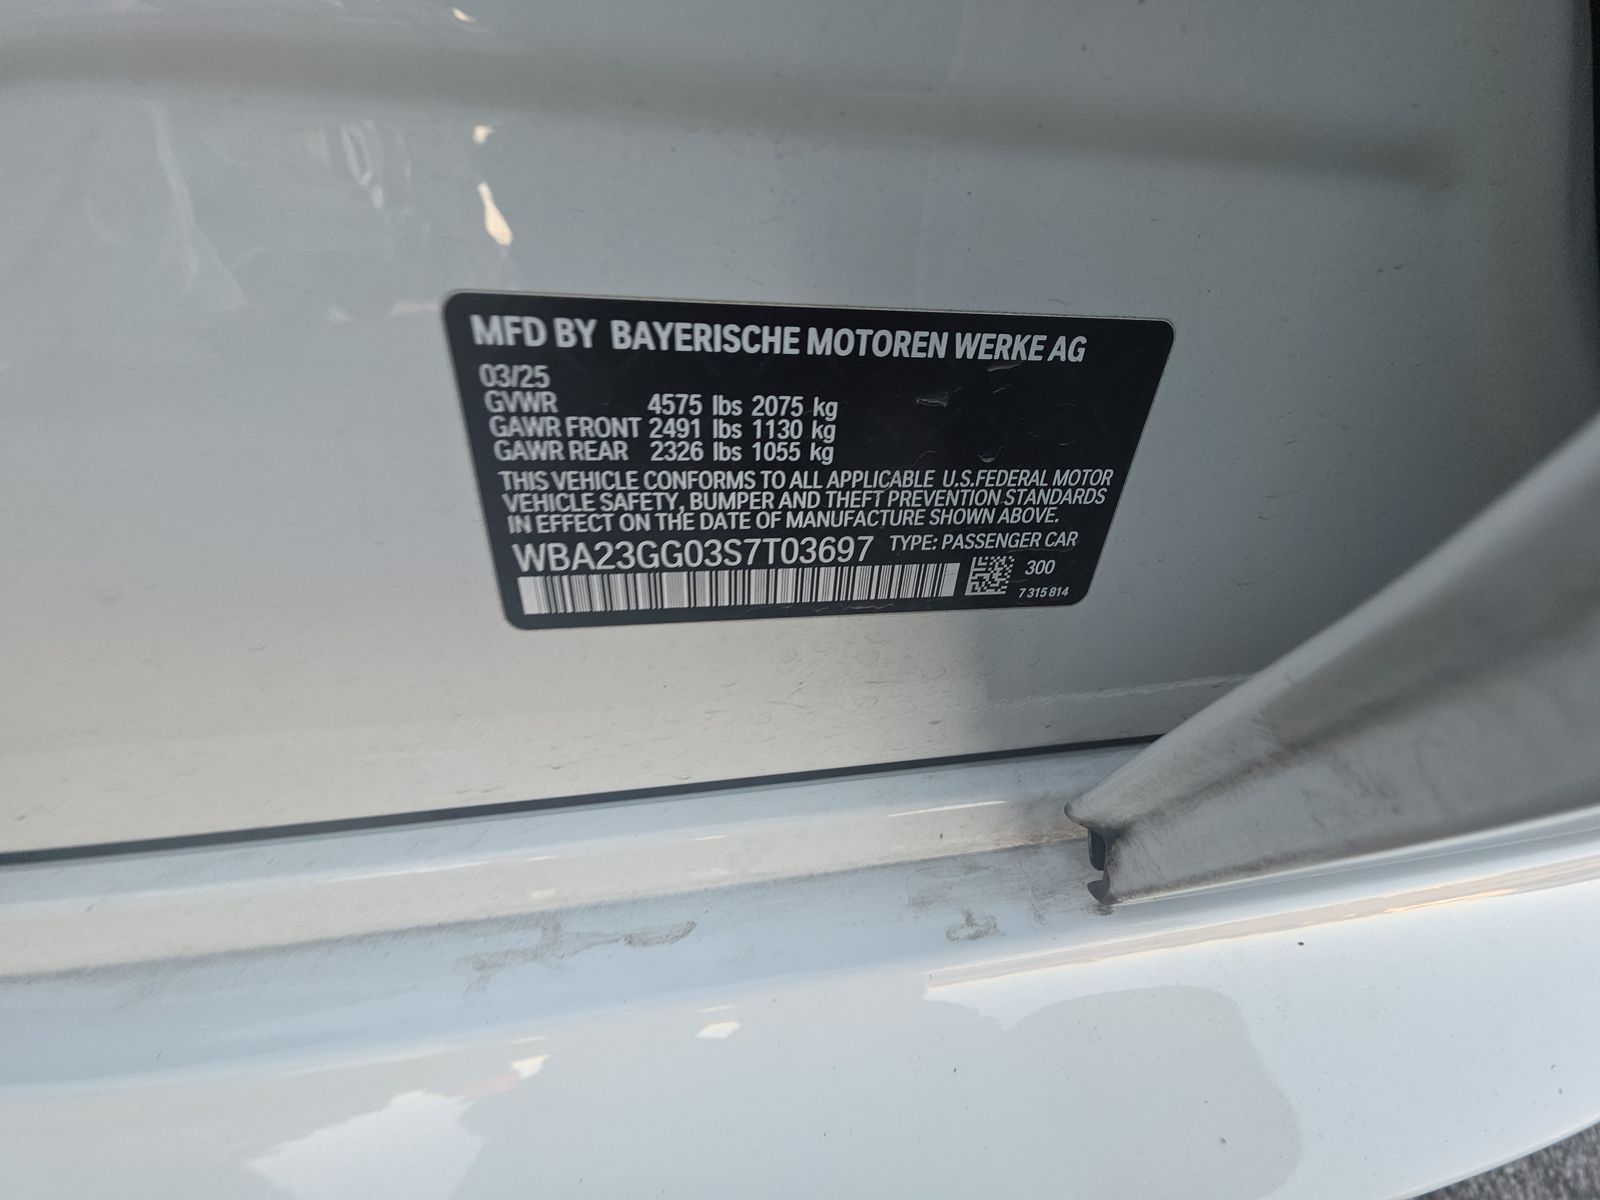 MFD BY BAYERISCHE MOTOREN WERKE AG
03/25
GVWR 4575 lbs 2075 kg
GAWR FRONT 2491 lbs 1130 kg
GAWR REAR 2326 lbs 1055 kg
THIS VEHICLE CONFORMS TO ALL APPLICABLE U.S.FEDERAL MOTOR
VEHICLE SAFETY, BUMPER AND THEFT PREVENTION STANDARDS
IN EFFECT ON THE DATE OF MANUFACTURE SHOWN ABOVE.
WBA23GG03S7T03697 TYPE: PASSENGER CAR
300
7 315 814